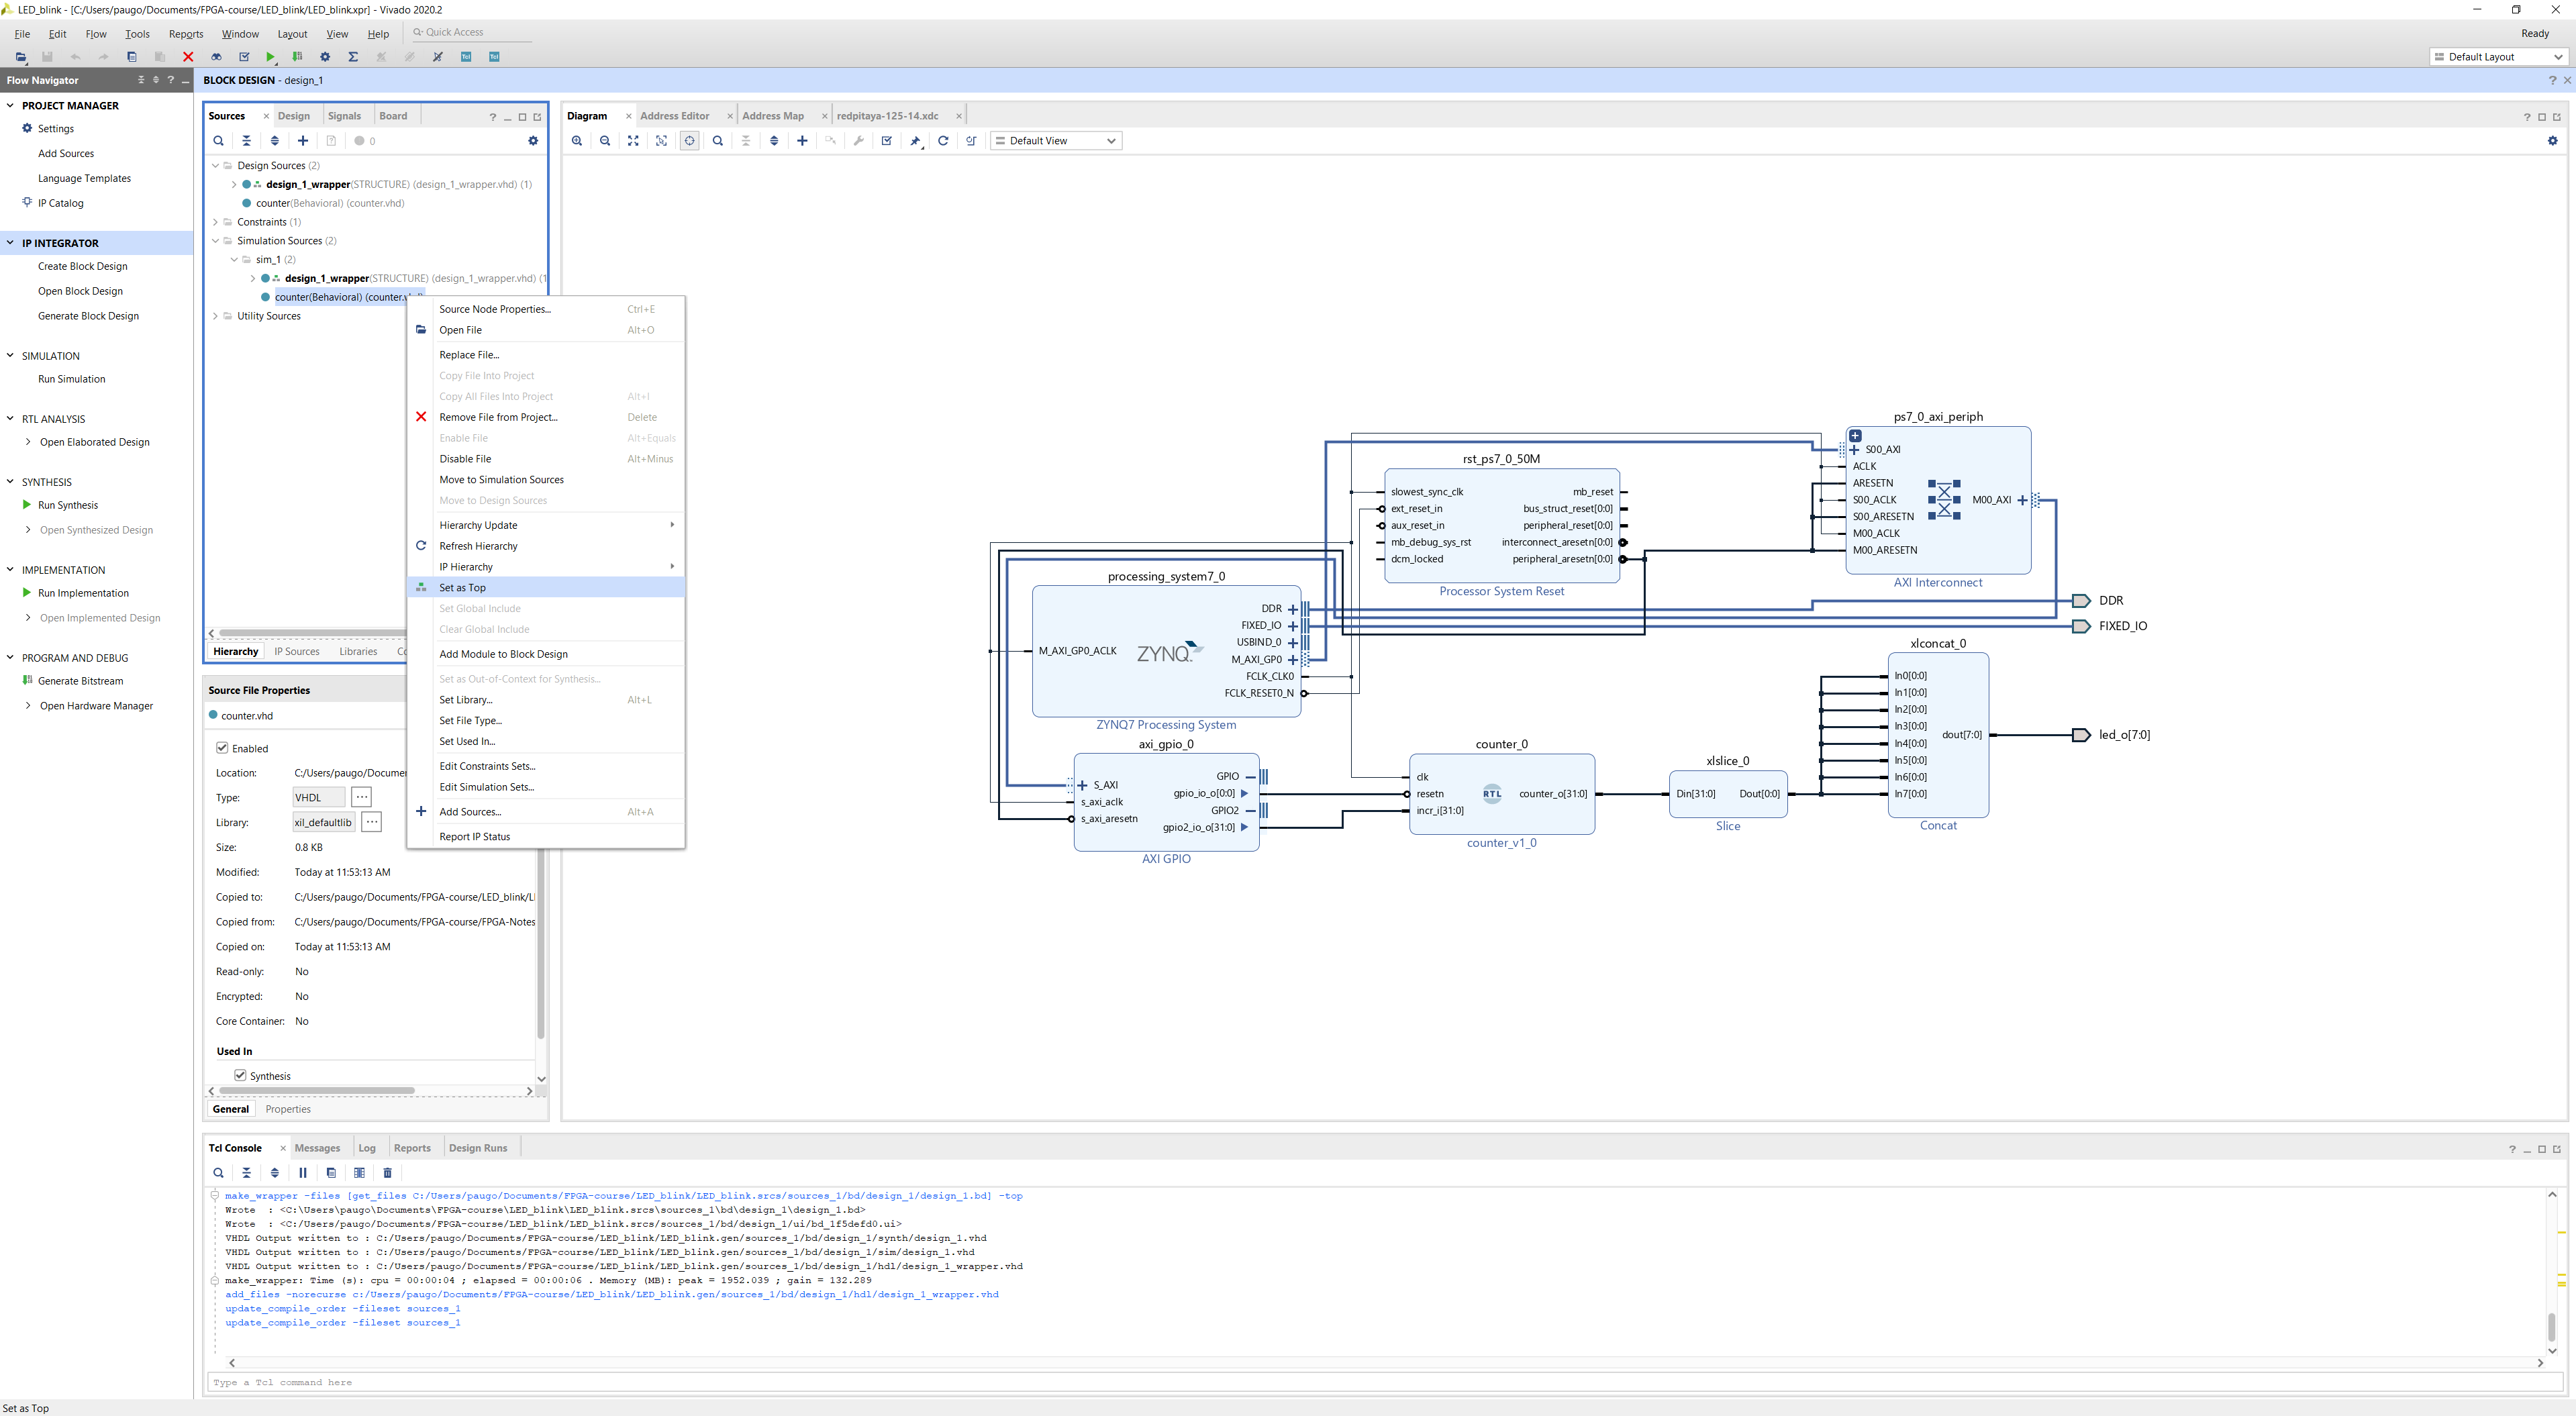 LED_blink - [C:/Users/paugo/Documents/FPGA-course/LED_blink/LED_blink.xpr] - Vivado 2020.2
File Edit Flow Tools Reports Window Layout View Help Quick Access
Ready
Default Layout
Flow Navigator
PROJECT MANAGER
Settings
Add Sources
Language Templates
IP Catalog
IP INTEGRATOR
Create Block Design
Open Block Design
Generate Block Design
SIMULATION
Run Simulation
RTL ANALYSIS
Open Elaborated Design
SYNTHESIS
Run Synthesis
Open Synthesized Design
IMPLEMENTATION
Run Implementation
Open Implemented Design
PROGRAM AND DEBUG
Generate Bitstream
Open Hardware Manager
BLOCK DESIGN - design_1
Sources Design Signals Board
0
Design Sources (2)
design_1_wrapper(STRUCTURE) (design_1_wrapper.vhd) (1)
counter(Behavioral) (counter.vhd)
Constraints (1)
Simulation Sources (2)
sim_1 (2)
design_1_wrapper(STRUCTURE) (design_1_wrapper.vhd) (1
counter(Behavioral) (counter.
Utility Sources
Hierarchy IP Sources Libraries Co
Source Node Properties... Ctrl+E
Open File Alt+O
Replace File...
Copy File Into Project
Copy All Files Into Project Alt+I
Remove File from Project... Delete
Enable File Alt+Equals
Disable File Alt+Minus
Move to Simulation Sources
Move to Design Sources
Hierarchy Update
Refresh Hierarchy
IP Hierarchy
Set as Top
Set Global Include
Clear Global Include
Add Module to Block Design
Set as Out-of-Context for Synthesis...
Set Library... Alt+L
Set File Type...
Set Used In...
Edit Constraints Sets...
Edit Simulation Sets...
Add Sources... Alt+A
Report IP Status
Source File Properties
counter.vhd
Enabled
Location: C:/Users/paugo/Documer
Type: VHDL
Library: xil_defaultlib
Size: 0.8 KB
Modified: Today at 11:53:13 AM
Copied to: C:/Users/paugo/Documents/FPGA-course/LED_blink/LI
Copied from: C:/Users/paugo/Documents/FPGA-course/FPGA-Notes
Copied on: Today at 11:53:13 AM
Read-only: No
Encrypted: No
Core Container: No
Used In
Synthesis
General Properties
Diagram Address Editor Address Map redpitaya-125-14.xdc
Default View
ps7_0_axi_periph
S00_AXI
ACLK
ARESETN
S00_ACLK
S00_ARESETN
M00_ACLK
M00_ARESETN
M00_AXI
AXI Interconnect
rst_ps7_0_50M
slowest_sync_clk
ext_reset_in
aux_reset_in
mb_debug_sys_rst
dcm_locked
mb_reset
bus_struct_reset[0:0]
peripheral_reset[0:0]
interconnect_aresetn[0:0]
peripheral_aresetn[0:0]
Processor System Reset
processing_system7_0
M_AXI_GP0_ACLK
ZYNQ
DDR
FIXED_IO
USBIND_0
M_AXI_GP0
FCLK_CLK0
FCLK_RESET0_N
ZYNQ7 Processing System
DDR
FIXED_IO
axi_gpio_0
S_AXI
s_axi_aclk
s_axi_aresetn
GPIO
gpio_io_o[0:0]
GPIO2
gpio2_io_o[31:0]
AXI GPIO
counter_0
clk
resetn
incr_i[31:0]
RTL
counter_o[31:0]
counter_v1_0
xlslice_0
Din[31:0] Dout[0:0]
Slice
xlconcat_0
In0[0:0]
In1[0:0]
In2[0:0]
In3[0:0]
In4[0:0]
In5[0:0]
In6[0:0]
In7[0:0]
dout[7:0]
Concat
led_o[7:0]
Tcl Console Messages Log Reports Design Runs
make_wrapper -files [get_files C:/Users/paugo/Documents/FPGA-course/LED_blink/LED_blink.srcs/sources_1/bd/design_1/design_1.bd] -top
Wrote : <C:\Users\paugo\Documents\FPGA-course\LED_blink\LED_blink.srcs\sources_1\bd\design_1\design_1.bd>
Wrote : <C:/Users/paugo/Documents/FPGA-course/LED_blink/LED_blink.srcs/sources_1/bd/design_1/ui/bd_1f5defd0.ui>
VHDL Output written to : C:/Users/paugo/Documents/FPGA-course/LED_blink/LED_blink.gen/sources_1/bd/design_1/synth/design_1.vhd
VHDL Output written to : C:/Users/paugo/Documents/FPGA-course/LED_blink/LED_blink.gen/sources_1/bd/design_1/sim/design_1.vhd
VHDL Output written to : C:/Users/paugo/Documents/FPGA-course/LED_blink/LED_blink.gen/sources_1/bd/design_1/hdl/design_1_wrapper.vhd
make_wrapper: Time (s): cpu = 00:00:04 ; elapsed = 00:00:06 . Memory (MB): peak = 1952.039 ; gain = 132.289
add_files -norecurse c:/Users/paugo/Documents/FPGA-course/LED_blink/LED_blink.gen/sources_1/bd/design_1/hdl/design_1_wrapper.vhd
update_compile_order -fileset sources_1
update_compile_order -fileset sources_1
Type a Tcl command here
Set as Top